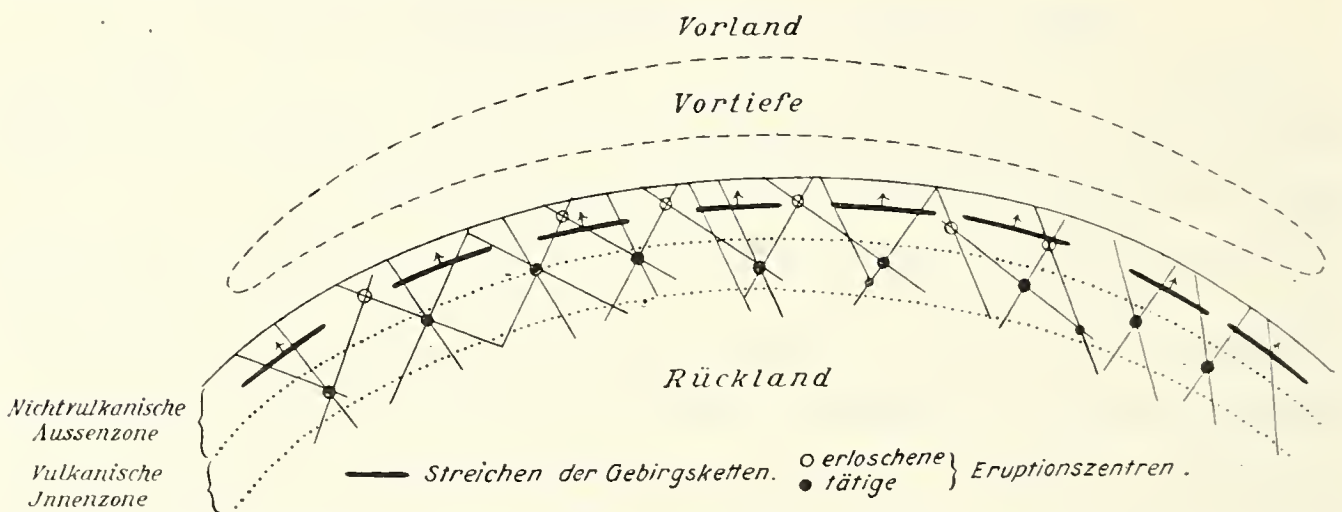 Vorland
Vortiefe
Rückland
Nichtvulkanische
Aussenzone
Vulkanische
Jnnenzone
Streichen der Gebirgsketten.
erloschene
tätige
Eruptionszentren.